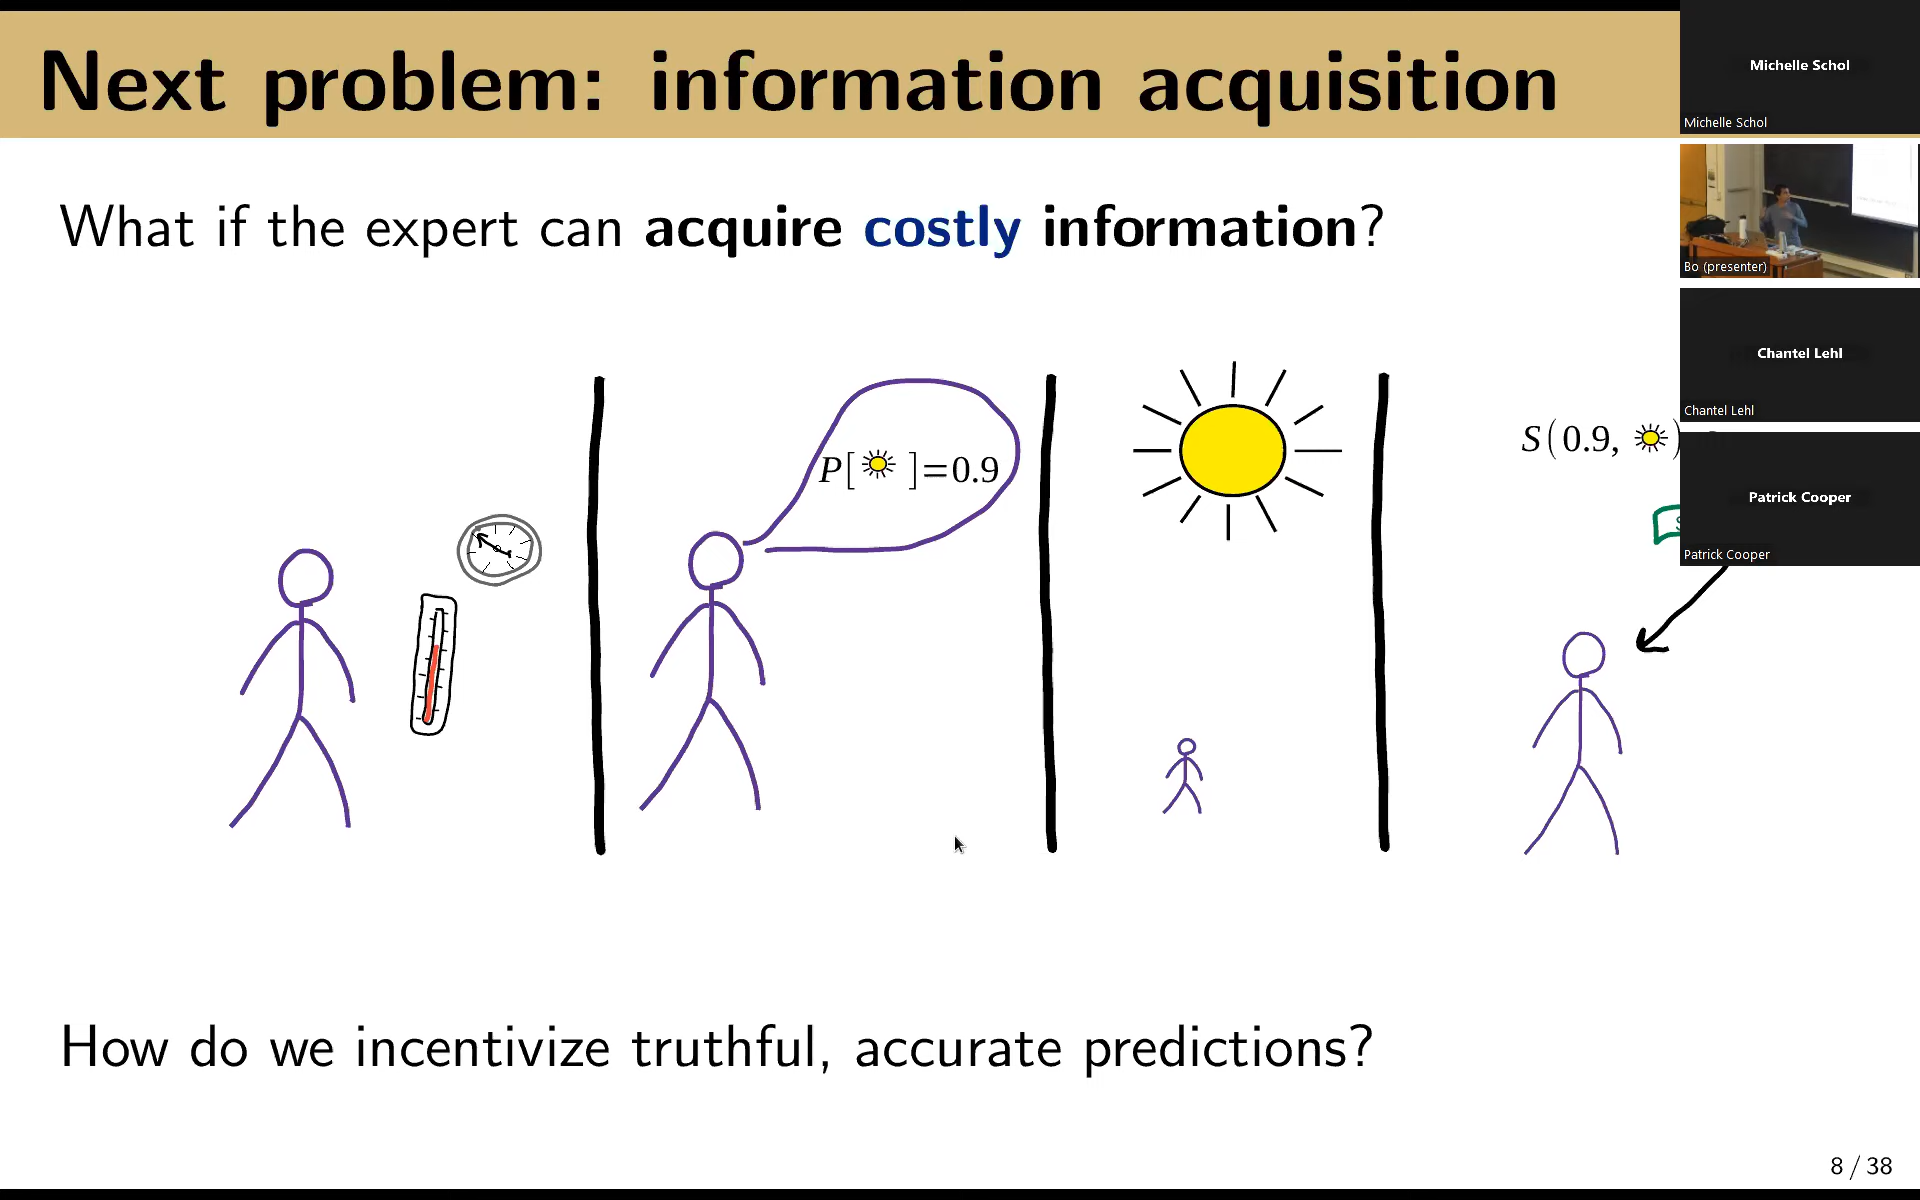 Next problem: information acquisition
What if the expert can acquire costly information?
P[ ]=0.9
S(0.9, )
How do we incentivize truthful, accurate predictions?
8 / 38
Michelle Schol
Michelle Schol
Bo (presenter)
Chantel Lehl
Chantel Lehl
Patrick Cooper
Patrick Cooper